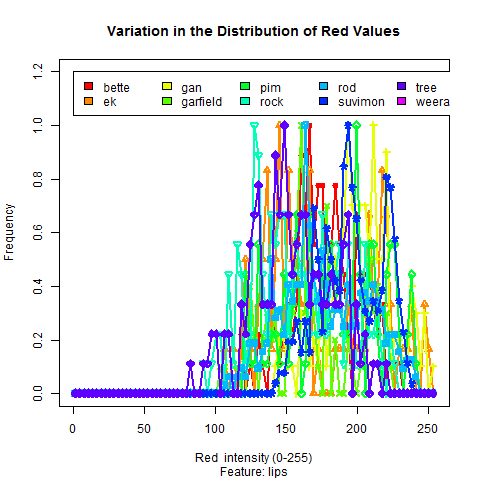 Variation in the Distribution of Red Values
Frequency
1.2
1.0
0.8
0.6
0.4
0.2
0.0
bette gan pim rod tree
ek garfield rock suvimon weera
0 50 100 150 200 250
Red intensity (0-255)
Feature: lips